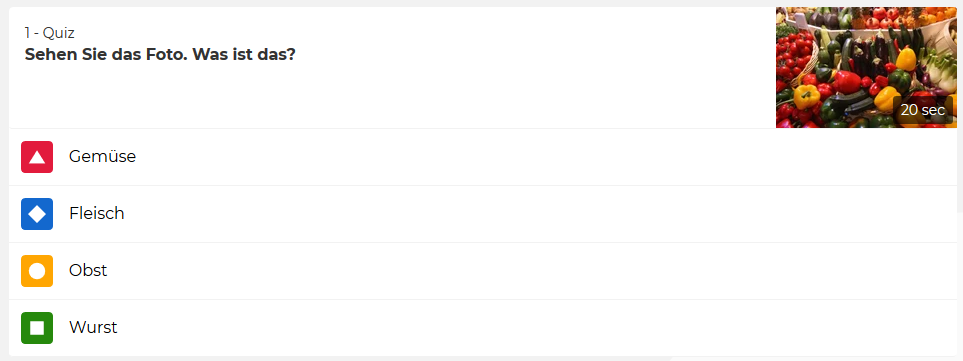 1 - Quiz
Sehen Sie das Foto. Was ist das?
20 sec
Gemüse
Fleisch
Obst
Wurst